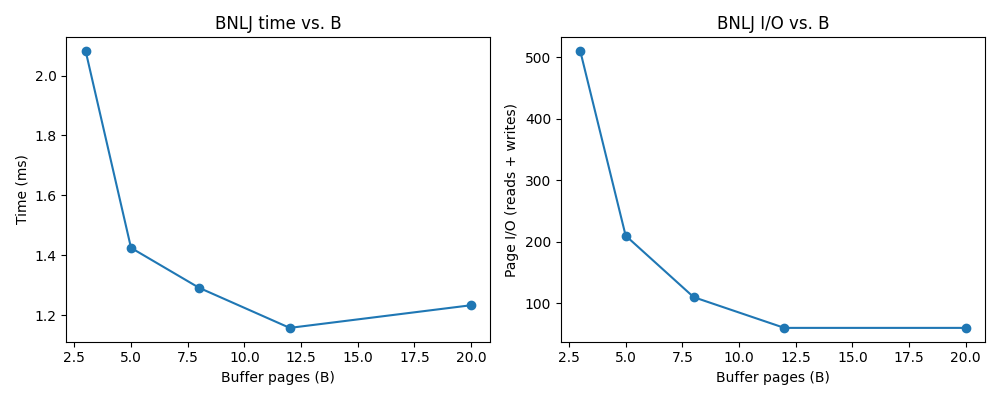 BNLJ time vs. B
2.0
1.8
1.6
1.4
1.2
Time (ms)
2.5 5.0 7.5 10.0 12.5 15.0 17.5 20.0
Buffer pages (B)
BNLJ I/O vs. B
500
400
300
200
100
Page I/O (reads + writes)
2.5 5.0 7.5 10.0 12.5 15.0 17.5 20.0
Buffer pages (B)